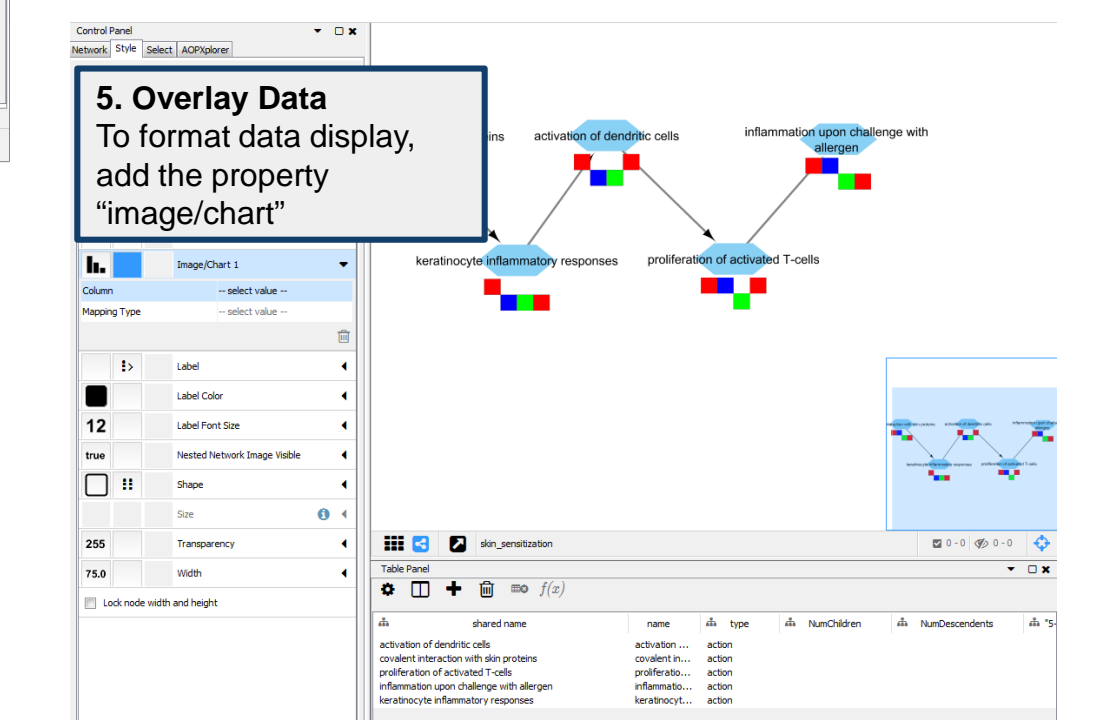 Control Panel
Network Style Select AOPXplorer
5. Overlay Data
To format data display,
add the property
“image/chart”
Image/Chart 1
Column -- select value --
Mapping Type -- select value --
Label
Label Color
12 Label Font Size
true Nested Network Image Visible
Shape
Size
255 Transparency
75.0 Width
Lock node width and height
ins
activation of dendritic cells
inflammation upon challenge with
allergen
keratinocyte inflammatory responses
proliferation of activated T-cells
skin_sensitization
0 - 0 0 - 0
Table Panel
f(x)
shared name name type NumChildren NumDescendents "5-
activation of dendritic cells activation ... action
covalent interaction with skin proteins covalent in... action
proliferation of activated T-cells proliferatio... action
inflammation upon challenge with allergen inflammatio... action
keratinocyte inflammatory responses keratinocyt... action